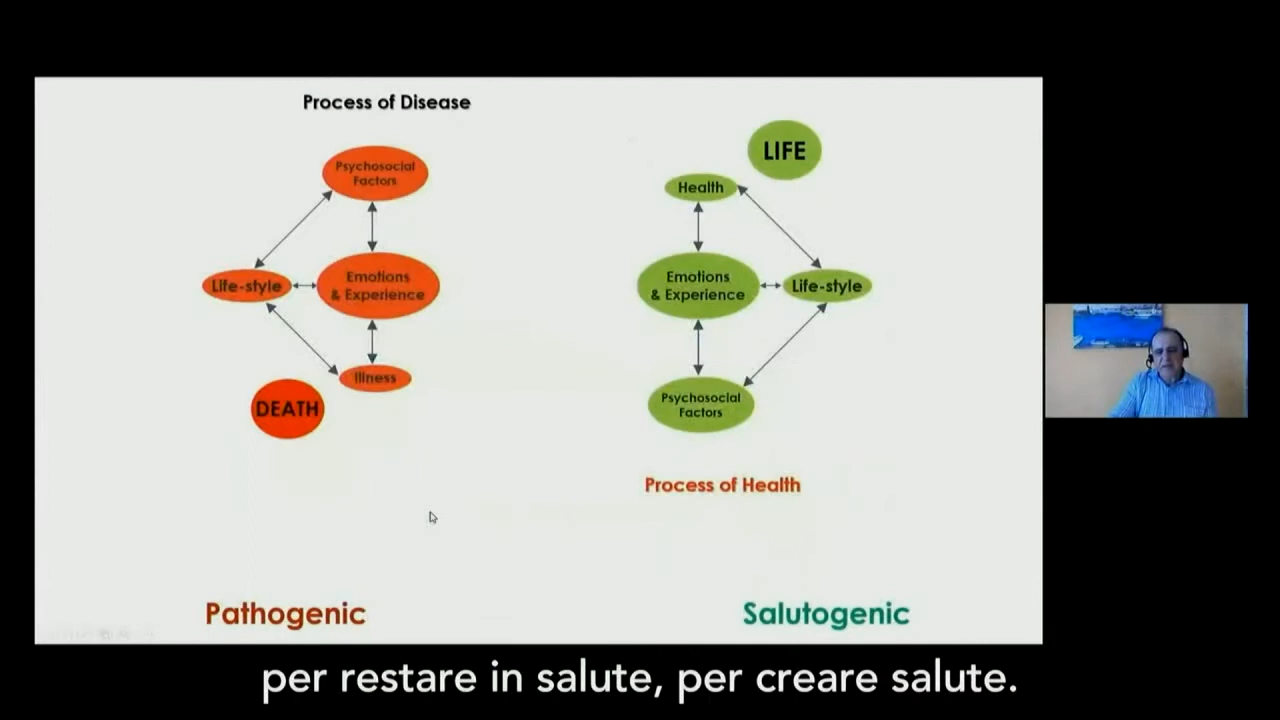 Process of Disease
Psychosocial
Factors
Life-style
Emotions
& Experience
Illness
DEATH
Pathogenic
LIFE
Health
Emotions
& Experience
Life-style
Psychosocial
Factors
Process of Health
Salutogenic
per restare in salute, per creare salute.